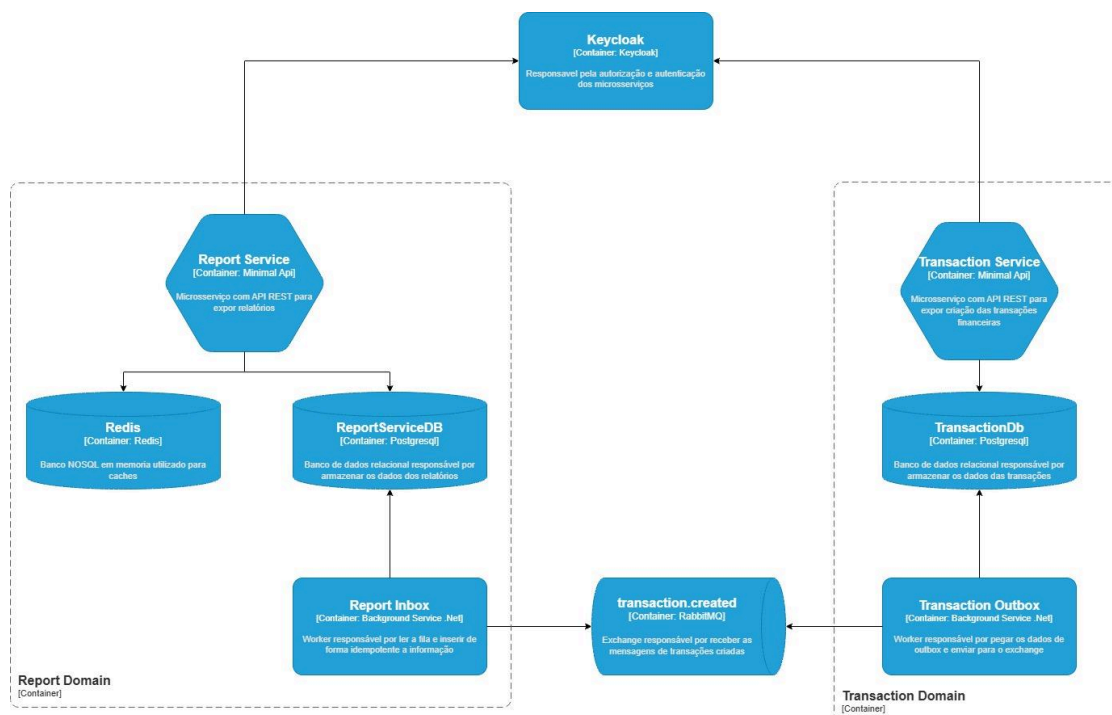 Keycloak
[Container: Keycloak]
Responsavel pela autorização e autenticação
dos microserviços
Report Service
[Container: Minimal Api]
Microserviço com API REST para
expor relatórios
Transaction Service
[Container: Minimal Api]
Microserviço com API REST para
expor criação das transações
financeiras
Redis
[Container: Redis]
Banco NOSQL em memoria utilizado para
caches
ReportServiceDB
[Container: Postgresql]
Banco de dados relacional responsável por
armazenar os dados dos relatórios
TransactionDb
[Container: Postgresql]
Banco de dados relacional responsável por
armazenar os dados das transações
Report Inbox
[Container: Background Service .Net]
Worker responsável por ler a fila e inserir de
forma idempotente a informação
transaction.created
[Container: RabbitMQ]
Exchange responsável por receber as
mensagens de transações criadas
Transaction Outbox
[Container: Background Service .Net]
Worker responsável por pegar os dados de
outbox e enviar para o exchange
Report Domain
[Container]
Transaction Domain
[Container]